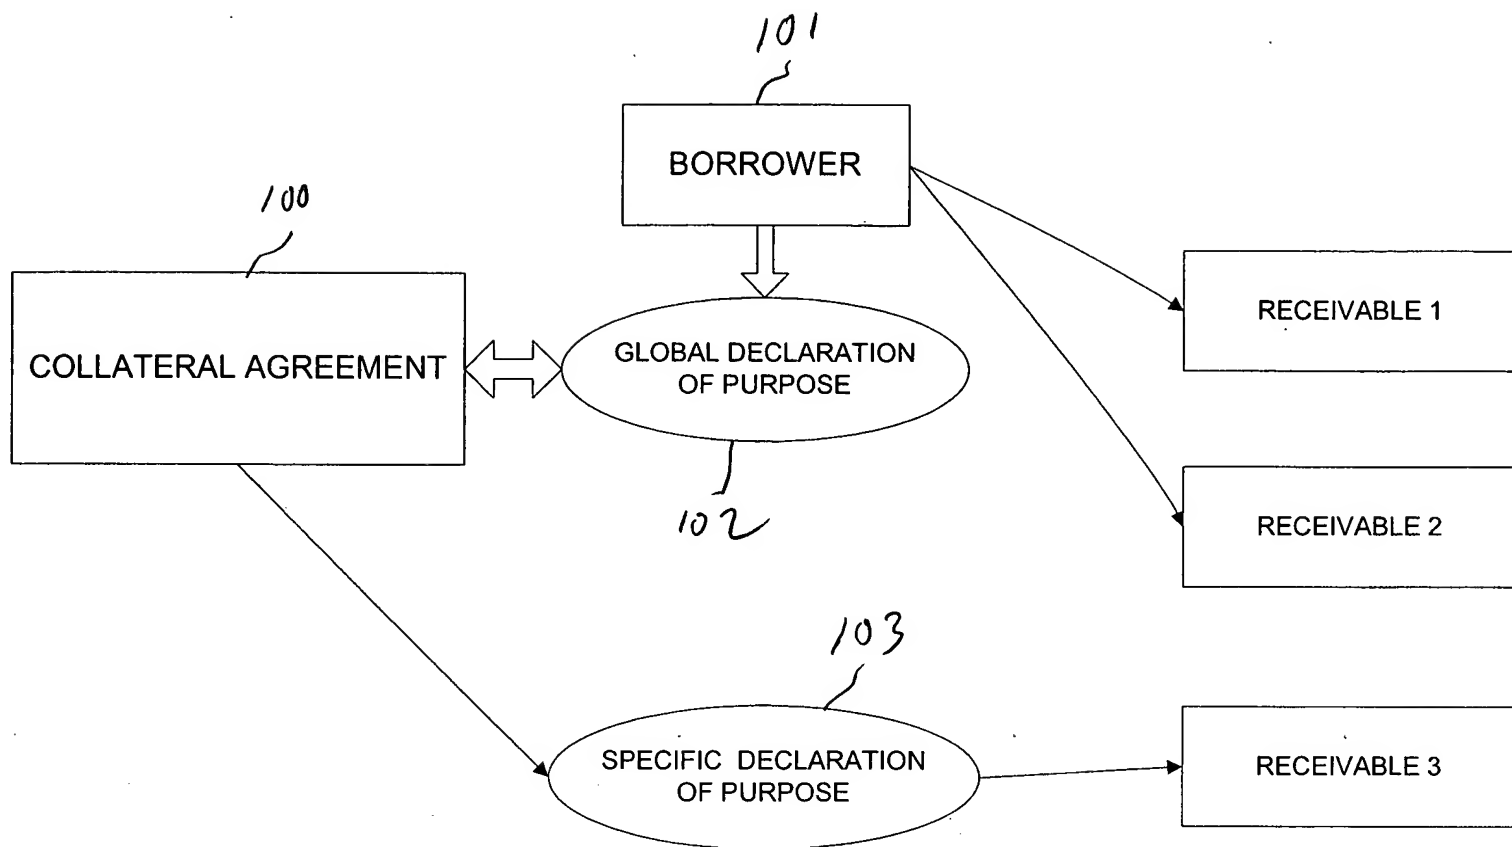 101
BORROWER
100
RECEIVABLE 1
COLLATERAL AGREEMENT
GLOBAL DECLARATION
OF PURPOSE
102
RECEIVABLE 2
103
SPECIFIC DECLARATION
OF PURPOSE
RECEIVABLE 3